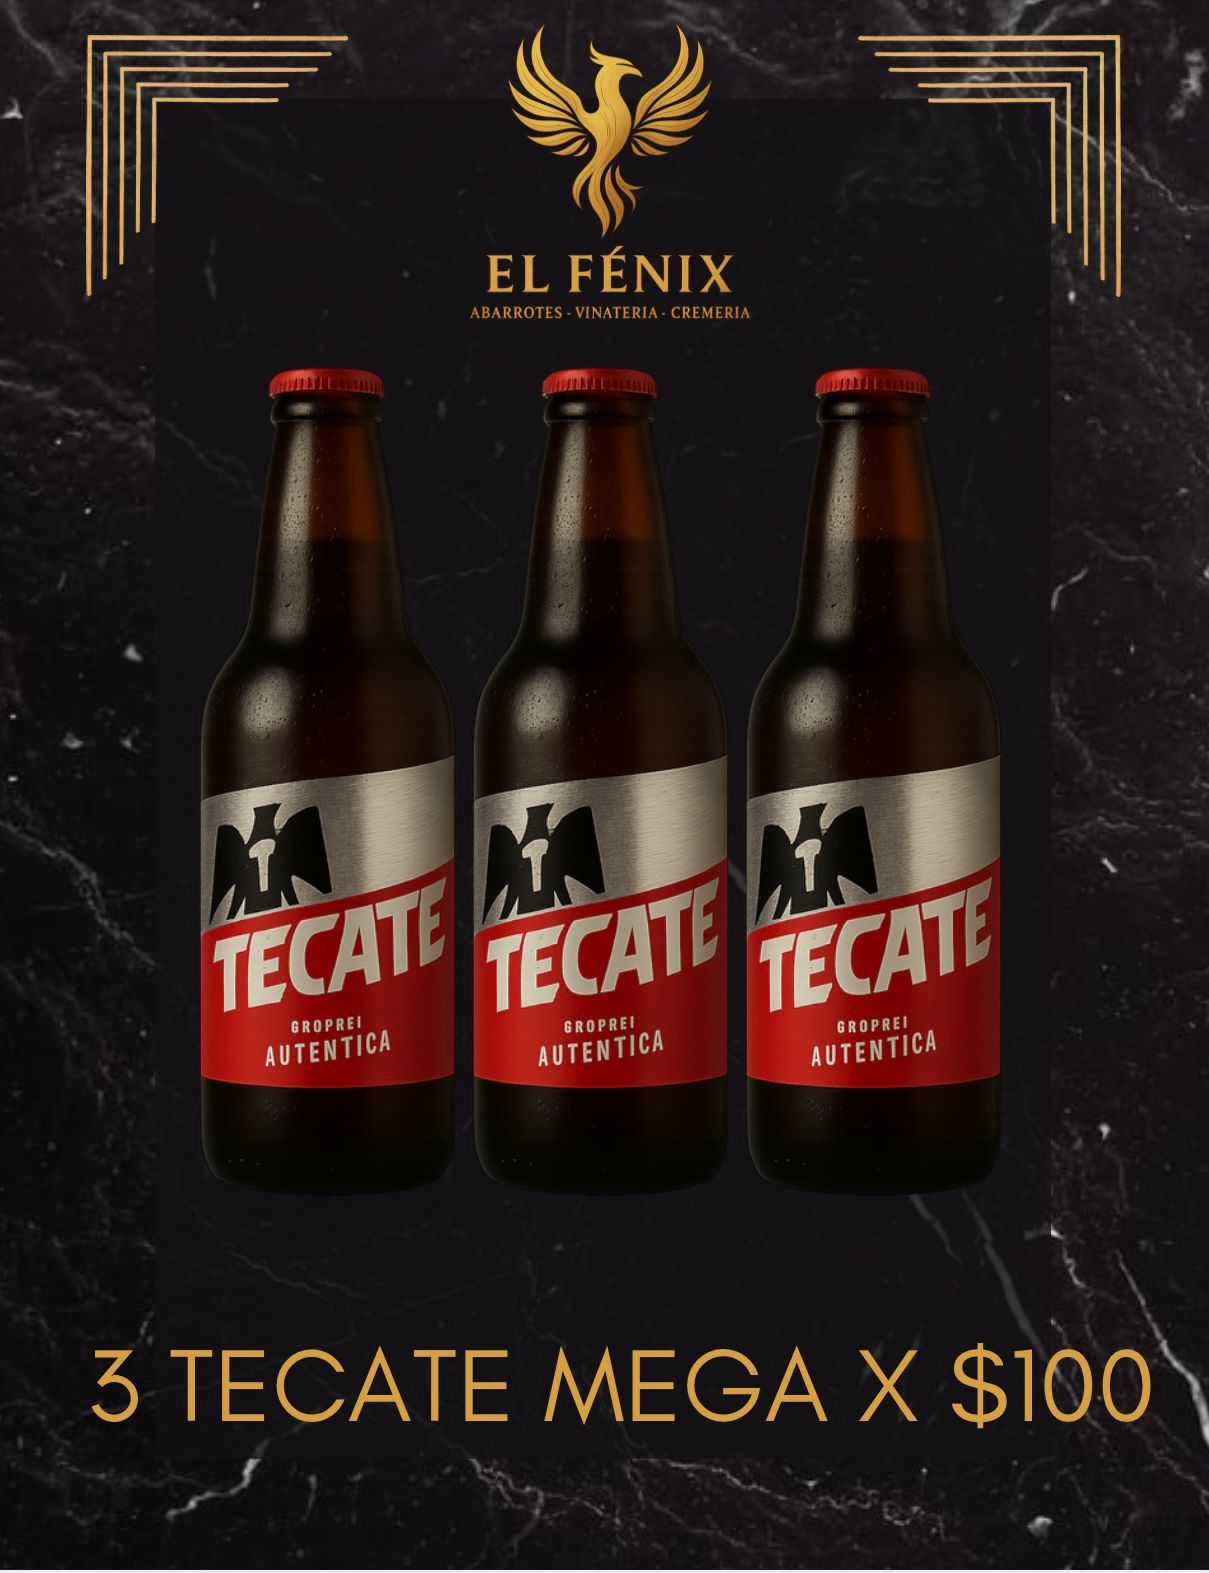 EL FÉNIX
ABARROTES - VINATERIA - CREMERIA
T
TECATE
GROPREI
AUTENTICA
T
TECATE
GROPREI
AUTENTICA
T
TECATE
GROPREI
AUTENTICA
3 TECATE MEGA X $100